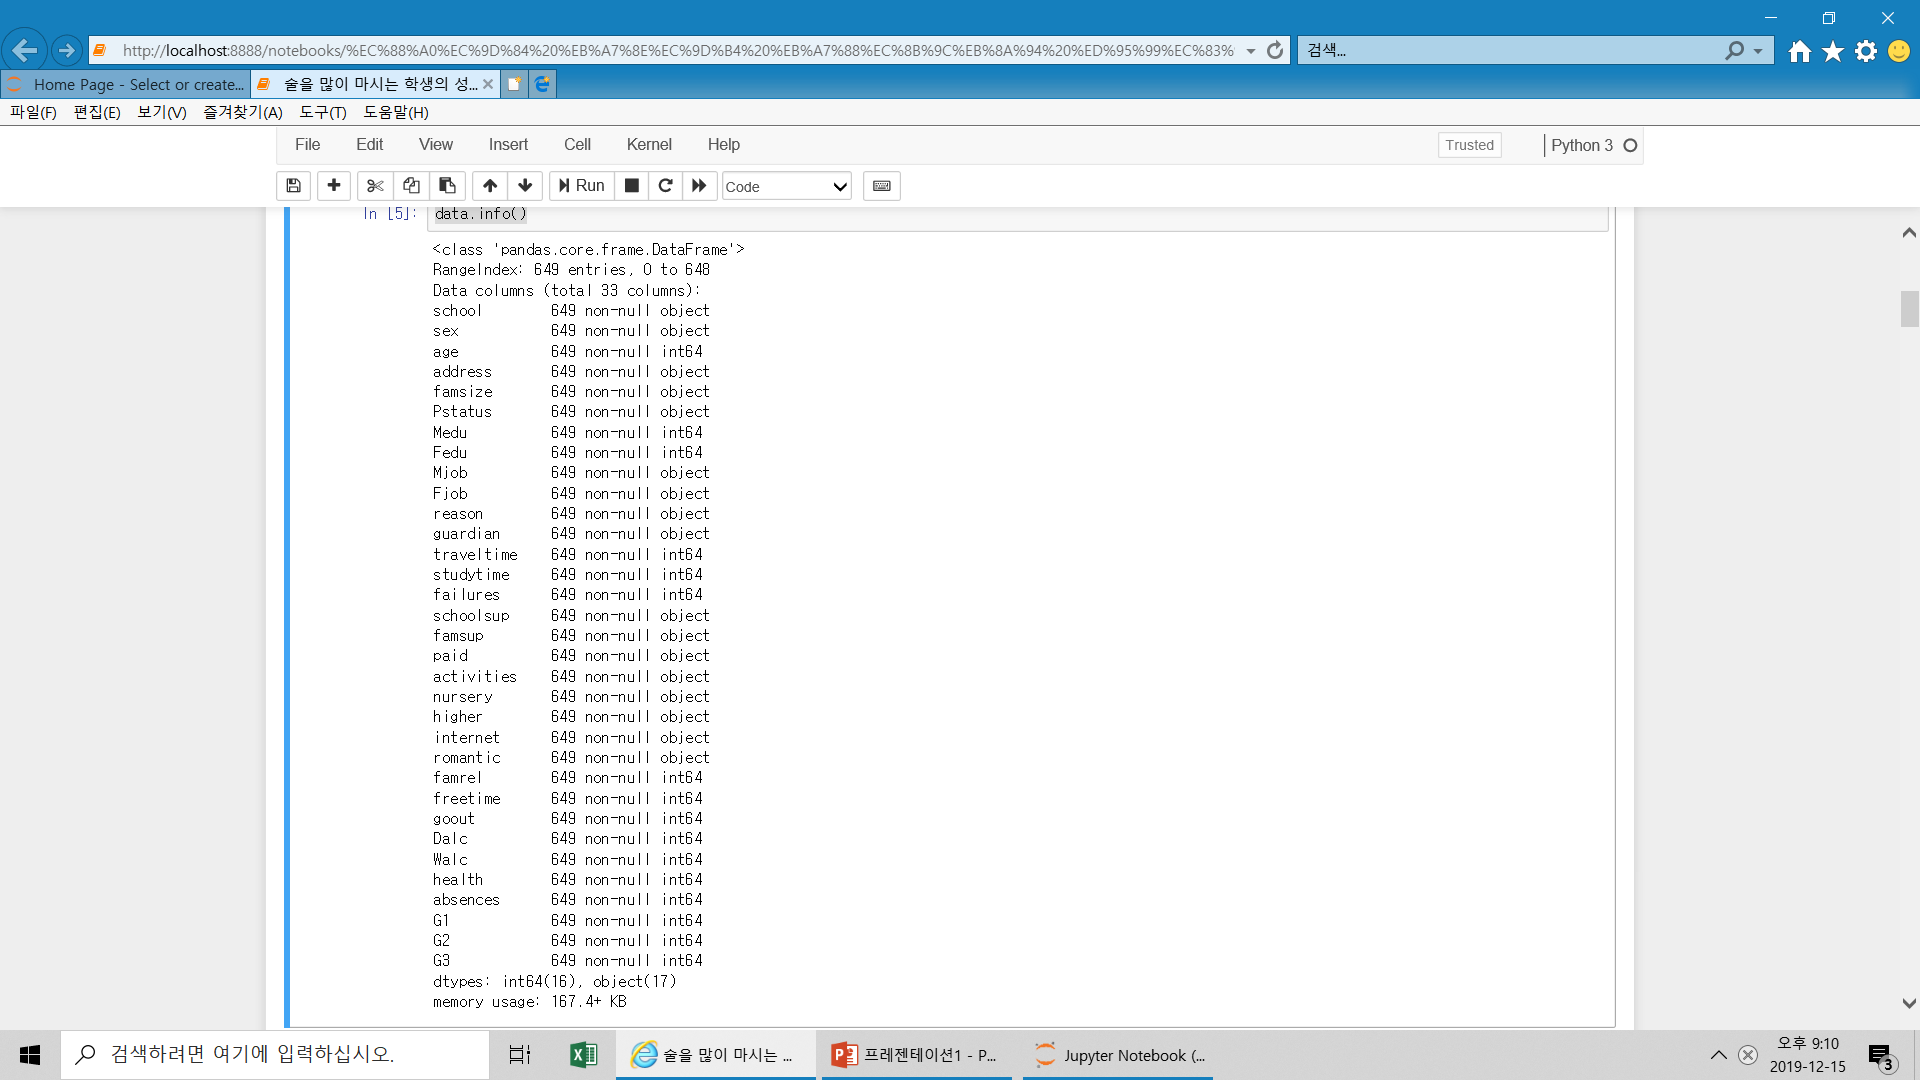 http://localhost:8888/notebooks/%EC%88%A0%EC%9D%84%20%EB%A7%8E%EC%9D%B4%20%EB%A7%88%EC%8B%9C%EB%8A%94%20%ED%95%99%EC%83%
검색...
Home Page - Select or create...
술을 많이 마시는 학생의 성...
파일(F) 편집(E) 보기(V) 즐겨찾기(A) 도구(T) 도움말(H)
File Edit View Insert Cell Kernel Help
Trusted
Python 3
Run
Code
In [5]: data.info()
<class 'pandas.core.frame.DataFrame'>
RangeIndex: 649 entries, 0 to 648
Data columns (total 33 columns):
school 649 non-null object
sex 649 non-null object
age 649 non-null int64
address 649 non-null object
famsize 649 non-null object
Pstatus 649 non-null object
Medu 649 non-null int64
Fedu 649 non-null int64
Mjob 649 non-null object
Fjob 649 non-null object
reason 649 non-null object
guardian 649 non-null object
traveltime 649 non-null int64
studytime 649 non-null int64
failures 649 non-null int64
schoolsup 649 non-null object
famsup 649 non-null object
paid 649 non-null object
activities 649 non-null object
nursery 649 non-null object
higher 649 non-null object
internet 649 non-null object
romantic 649 non-null object
famrel 649 non-null int64
freetime 649 non-null int64
goout 649 non-null int64
Dalc 649 non-null int64
Walc 649 non-null int64
health 649 non-null int64
absences 649 non-null int64
G1 649 non-null int64
G2 649 non-null int64
G3 649 non-null int64
dtypes: int64(16), object(17)
memory usage: 167.4+ KB
검색하려면 여기에 입력하십시오.
술을 많이 마시는 ...
프레젠테이션1 - P...
Jupyter Notebook (...
오후 9:10
2019-12-15
3